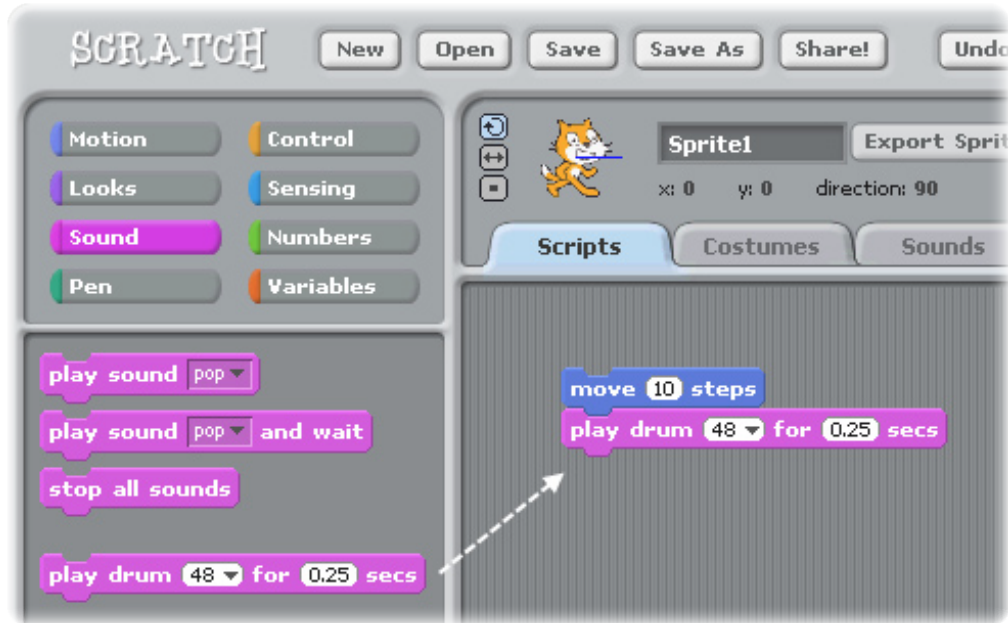 SCRATCH New Open Save Save As Share!
Motion Control
Looks Sensing
Sound Numbers
Pen Variables
Sprite1
x: 0 y: 0 direction: 90
Scripts Costumes Sounds
play sound pop
play sound pop and wait
stop all sounds
play drum 48 for 0.25 secs
move 10 steps
play drum 48 for 0.25 secs